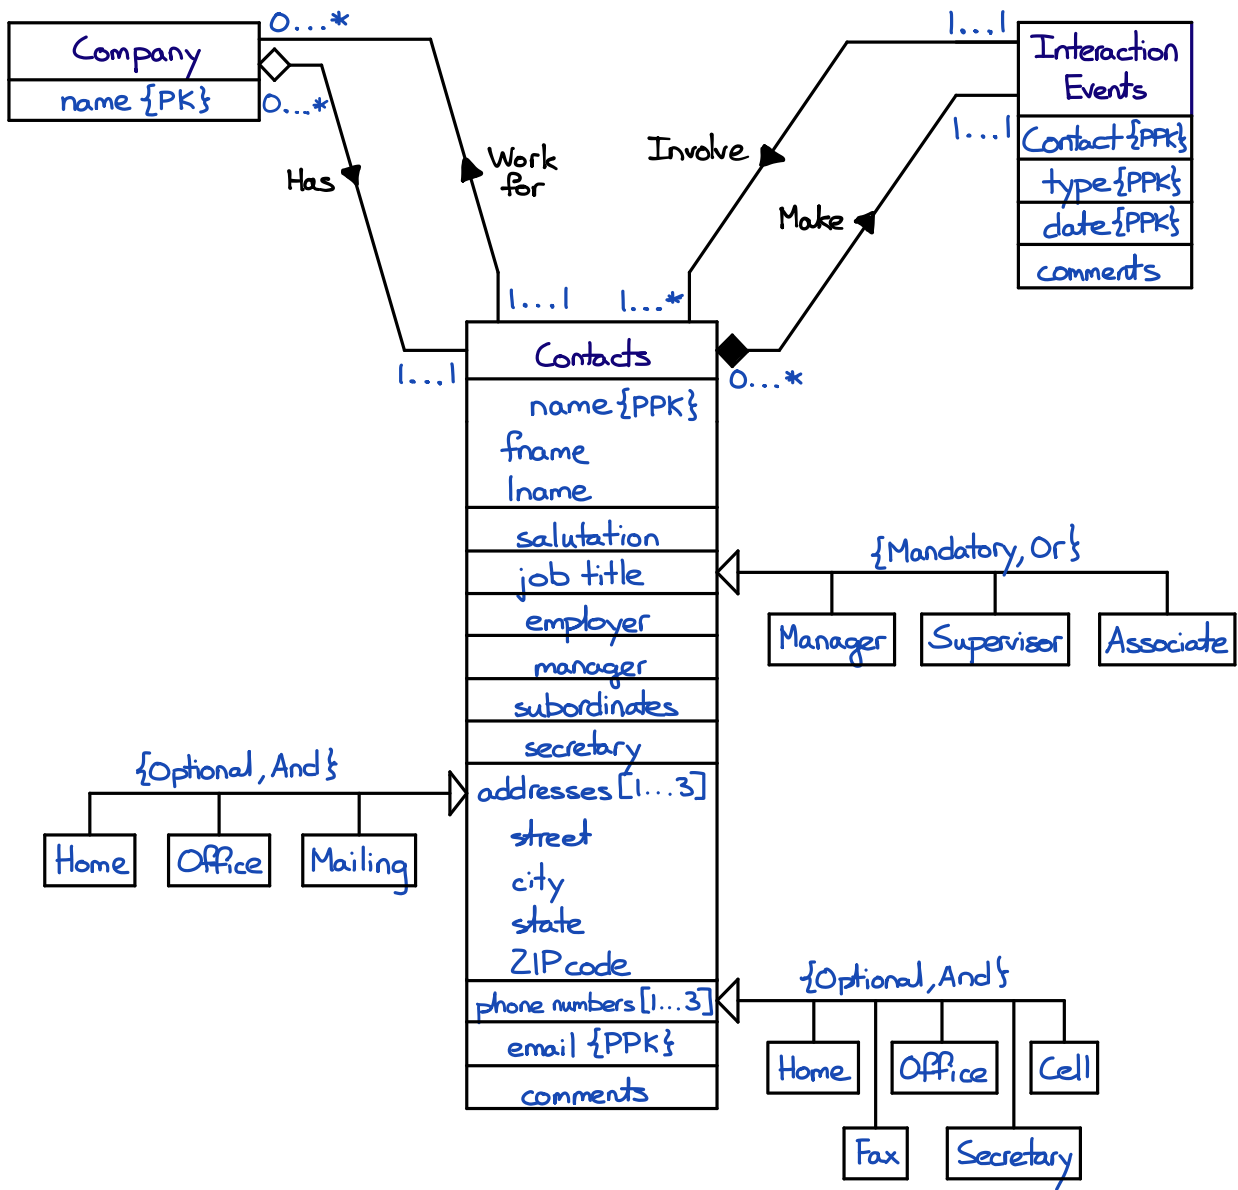 0...*
1...1
Company
name {PK}
0...*
Interaction
Events
1...1
Contact {PPK}
type {PPK}
date {PPK}
comments
Has
Work
for
Involve
Make
1...1
1...*
1...1
0...*
Contacts
name {PPK}
fname
lname
salutation
job title
employer
manager
subordinates
secretary
addresses [1...3]
street
city
state
ZIP code
phone numbers [1...3]
email {PPK}
comments
{Mandatory, Or}
Manager
Supervisor
Associate
{Optional, And}
Home
Office
Mailing
{Optional, And}
Home
Office
Cell
Fax
Secretary